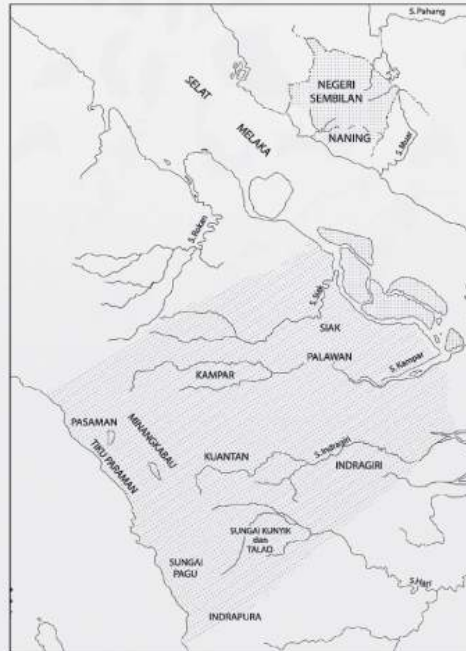 S.Pahang
NEGERI
SEMBILAN
SELAT
MELAKA
NANING
S.Muar
S.Rokan
S.Siak
SIAK
PALAWAN
S.Kampar
KAMPAR
PASAMAN
MINANGKABAU
TIKU PARAMAN
KUANTAN
S.Indragiri
INDRAGIRI
SUNGAI KUNYIK
dan
TALAO
SUNGAI
PAGU
S.Hari
INDRAPURA